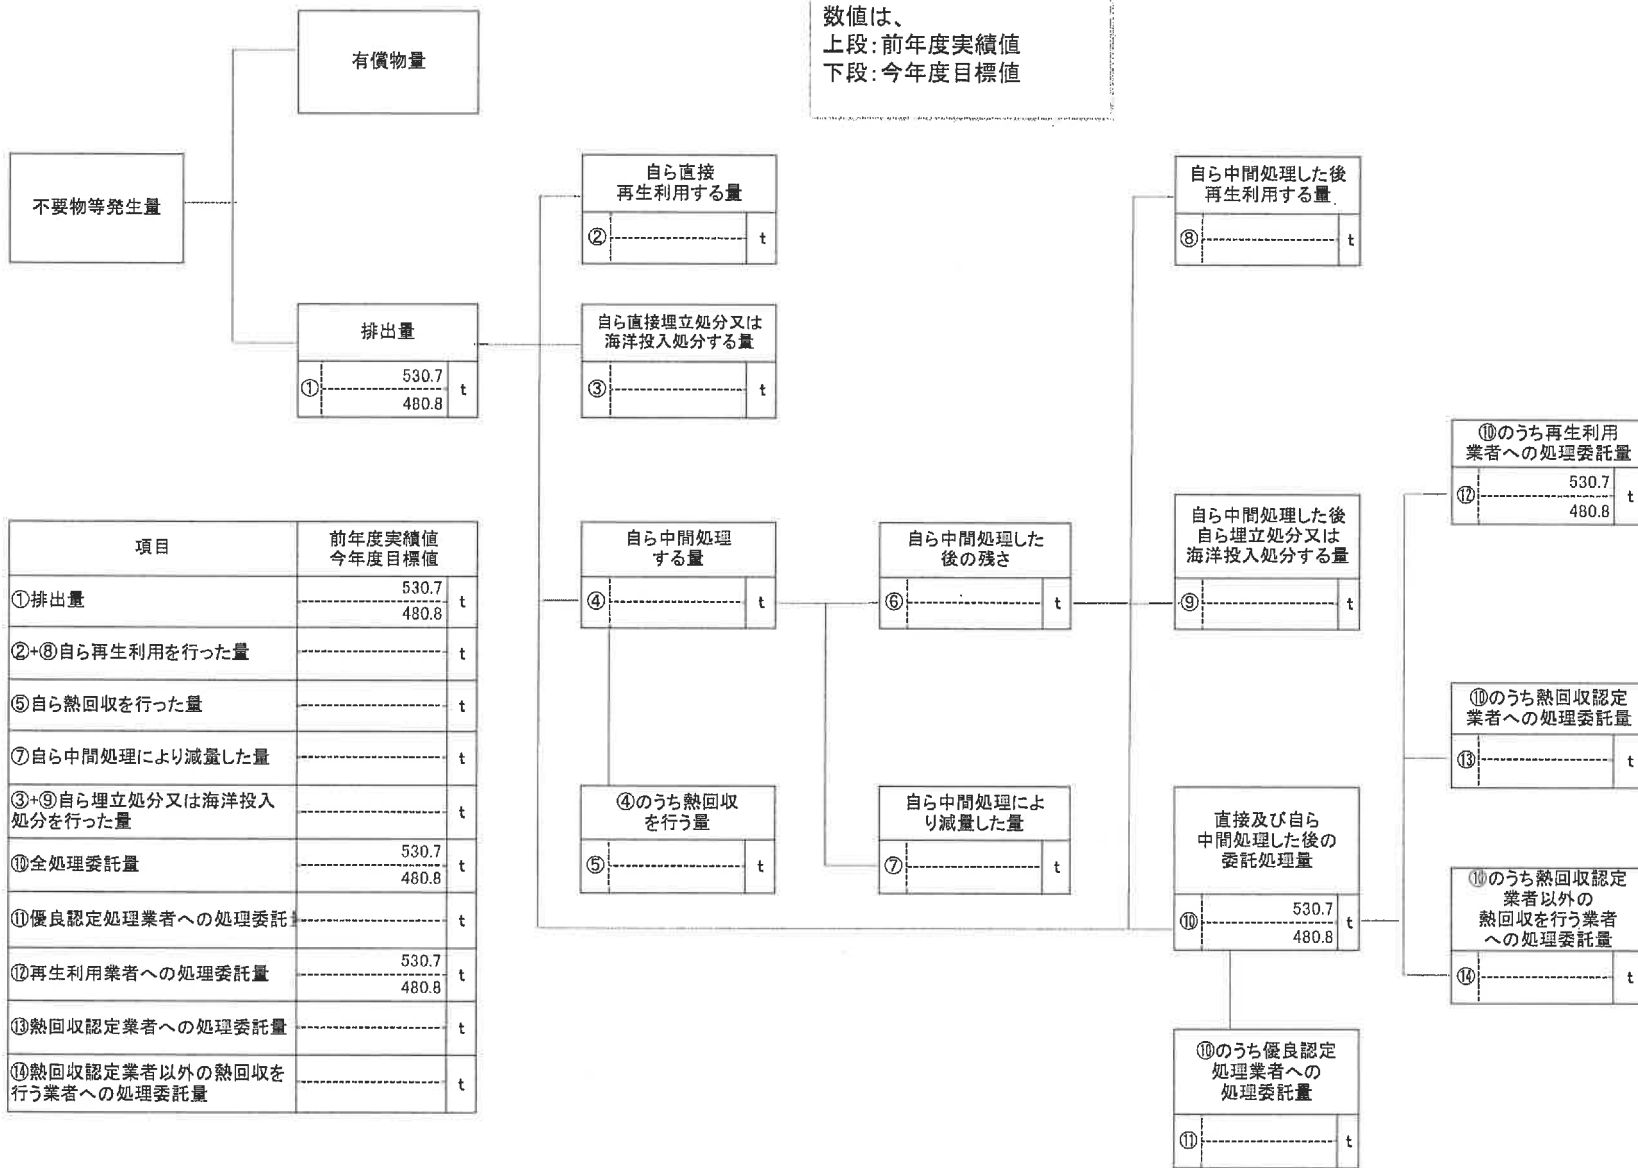 数値は、
上段:前年度実績値
下段:今年度目標値
有償物量
不要物等発生量
排出量
①
530.7
480.8
t
自ら直接
再生利用する量
②
t
自ら直接埋立処分又は
海洋投入処分する量
③
t
自ら中間処理
する量
④
t
④のうち熱回収
を行う量
⑤
t
自ら中間処理した
後の残さ
⑥
t
自ら中間処理によ
り減量した量
⑦
t
自ら中間処理した後
再生利用する量
⑧
t
自ら中間処理した後
自ら埋立処分又は
海洋投入処分する量
⑨
t
直接及び自ら
中間処理した後の
委託処理量
⑩
530.7
480.8
t
⑩のうち優良認定
処理業者への
処理委託量
⑪
t
⑩のうち再生利用
業者への処理委託量
⑫
530.7
480.8
t
⑩のうち熱回収認定
業者への処理委託量
⑬
t
⑩のうち熱回収認定
業者以外の
熱回収を行う業者
への処理委託量
⑭
t
項目
前年度実績値
今年度目標値
①排出量
530.7
480.8
t
②+⑧自ら再生利用を行った量
t
⑤自ら熱回収を行った量
t
⑦自ら中間処理により減量した量
t
③+⑨自ら埋立処分又は海洋投入
処分を行った量
t
⑩全処理委託量
530.7
480.8
t
⑪優良認定処理業者への処理委託
t
⑫再生利用業者への処理委託量
530.7
480.8
t
⑬熱回収認定業者への処理委託量
t
⑭熱回収認定業者以外の熱回収を
行う業者への処理委託量
t